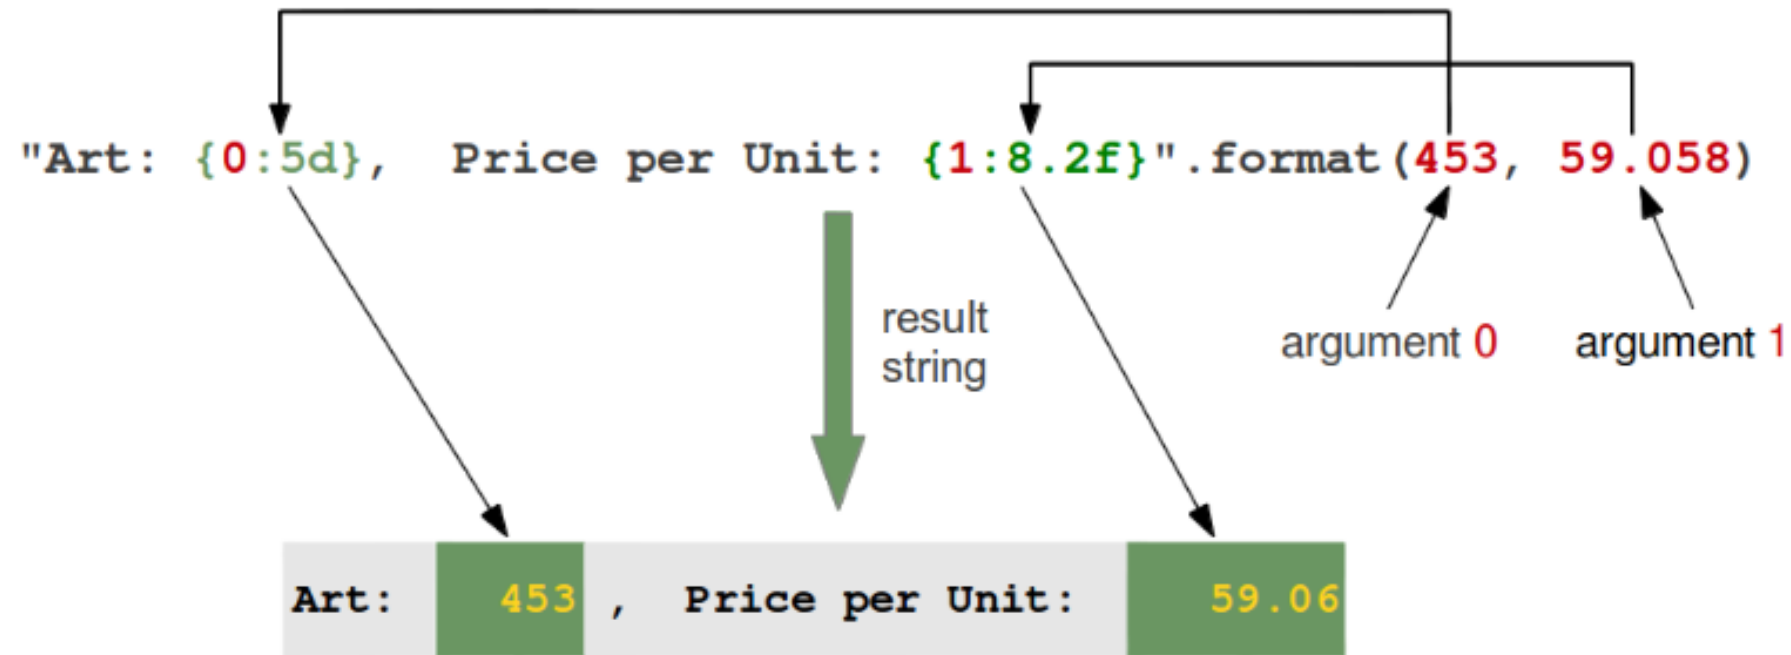 "Art: {0:5d},  Price per Unit: {1:8.2f}".format(453, 59.058)
result
string
argument 0 argument 1
Art:   453 ,  Price per Unit:    59.06